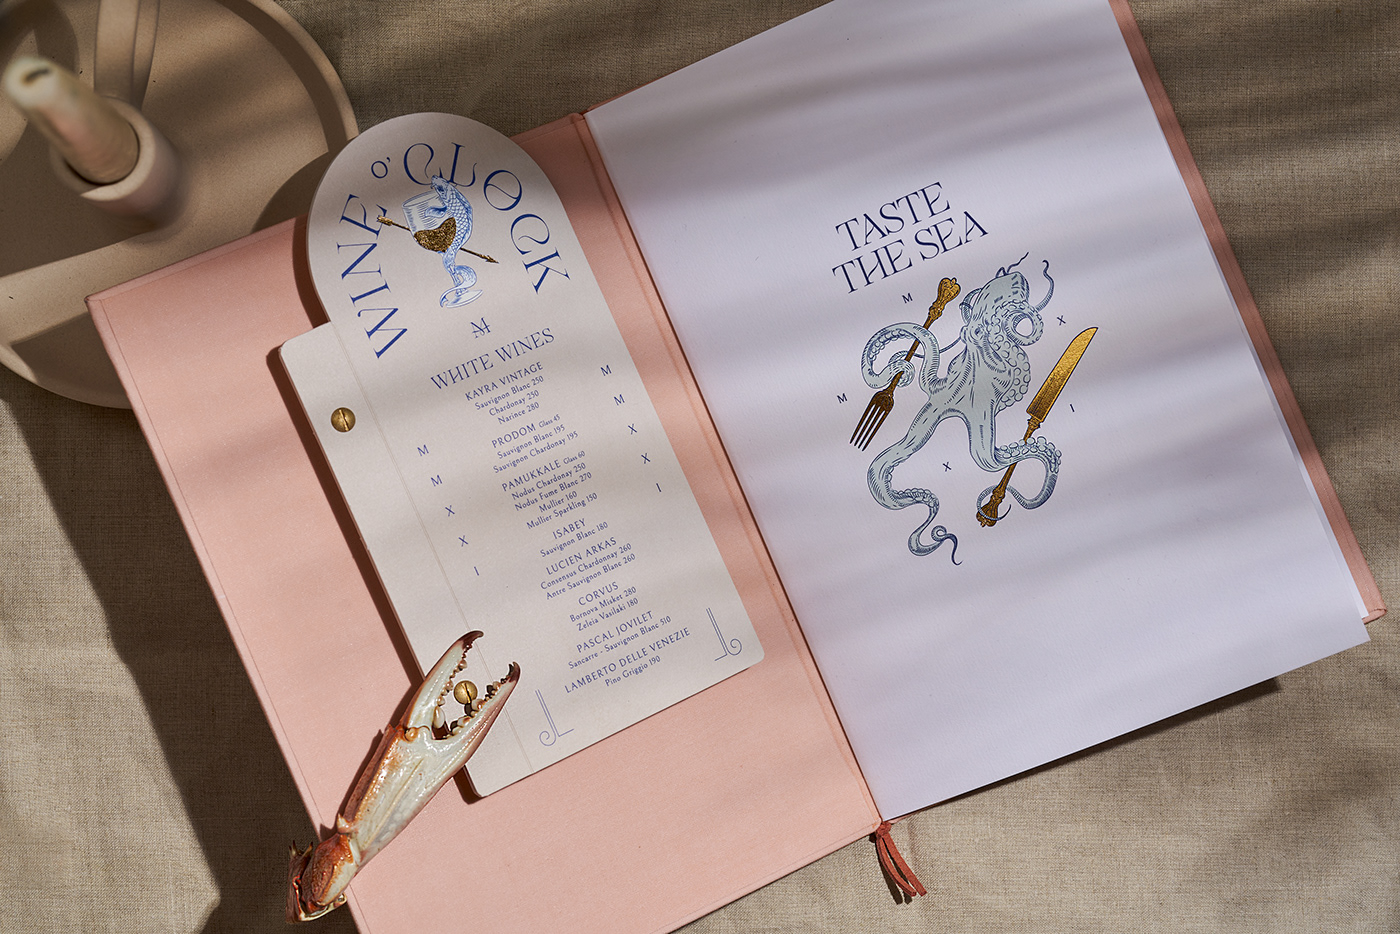 WINE O'CLOCK
M
WHITE WINES
KAYRA VINTAGE
Sauvignon Blanc 250
Chardonay 250
Narince 280
PRODOM Glass 45
Sauvignon Blanc 195
Sauvignon Chardonay 195
PAMUKKALE Glass 60
Nodus Chardonay 250
Nodus Fume Blanc 270
Mullier 160
Mullier Sparkling 150
ISABEY
Sauvignon Blanc 180
LUCIEN ARKAS
Consensus Chardonnay 260
Antre Sauvignon Blanc 260
CORVUS
Bornova Misket 280
Zeleia Vasilaki 180
PASCAL JOVILET
Sancarre - Sauvignon Blanc 510
LAMBERTO DELLE VENEZIE
Pino Griggio 190
M
M
X
X
I
M
M
X
X
I
TASTE
THE SEA
M
X
M
I
X